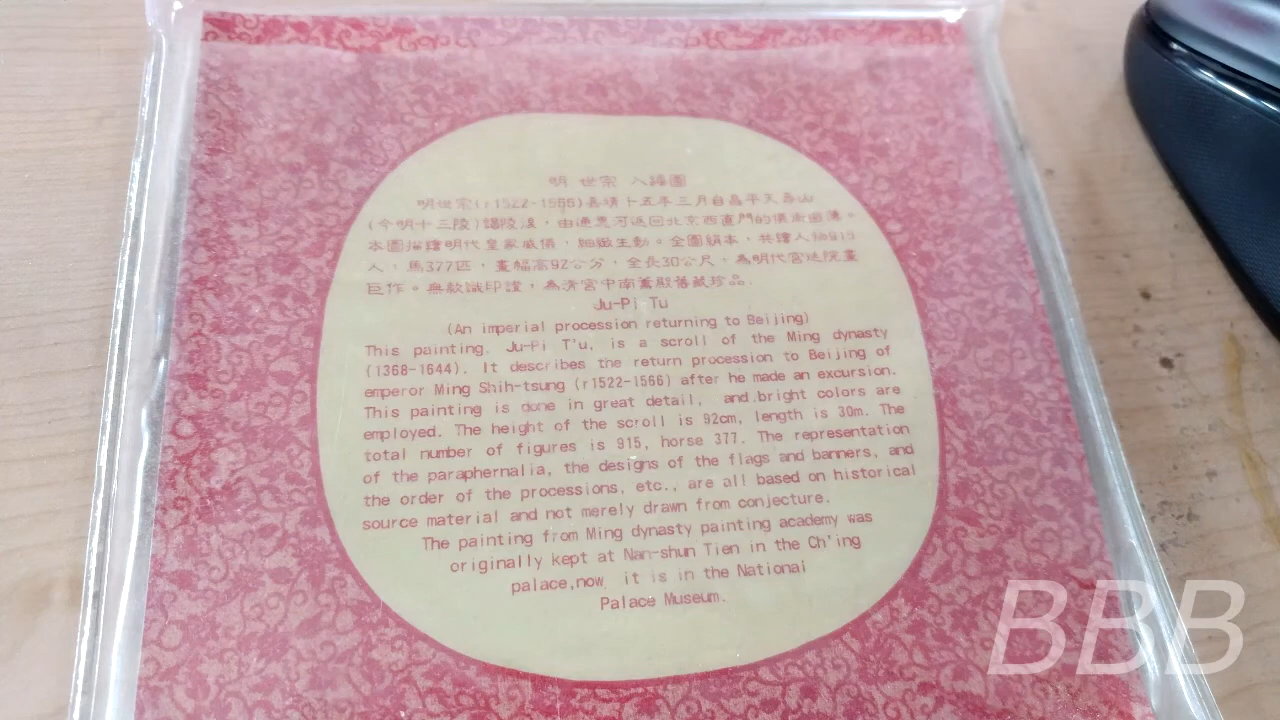 明 世宗 入蹕圖
明世宗(r1522-1566)嘉靖十五年三月自昌平天壽山
(今明十三陵)謁陵後，由通惠河返回北京西直門的儀衛鹵簿。
本圖描繪明代皇家威儀，細緻生動。全圖絹本，共繪人物915
人，馬377匹，畫幅高92公分，全長30公尺，為明代宮廷院畫
巨作。無款識印證，為清宮中南薰殿舊藏珍品.
Ju-Pi Tu
(An imperial procession returning to Beijing)
This painting. Ju-Pi T'u, is a scroll of the Ming dynasty
(1368-1644). It describes the return procession to Beijing of
emperor Ming Shih-tsung (r1522-1566) after he made an excursion.
This painting is done in great detail, and bright colors are
employed. The height of the scroll is 92cm, length is 30m. The
total number of figures is 915, horse 377. The representation
of the paraphernalia, the designs of the flags and banners, and
the order of the processions, etc., are all based on historical
source material and not merely drawn from conjecture.
The painting from Ming dynasty painting academy was
originally kept at Nan-shun Tien in the Ch'ing
palace,now it is in the National
Palace Museum.
BBB